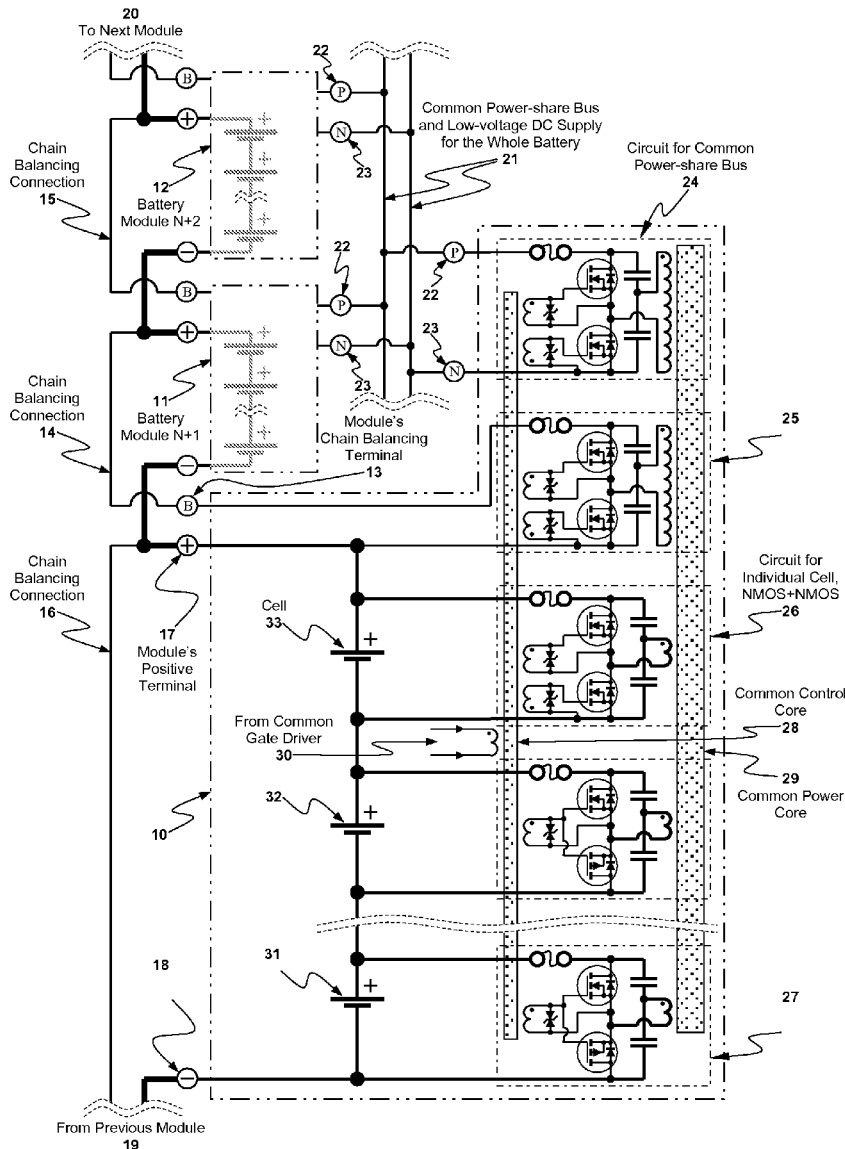 20
To Next Module
B
22
P
+
N
23
Chain
Balancing
Connection
15
12
Battery
Module N+2
+
+
+
Common Power-share Bus
and Low-voltage DC Supply
for the Whole Battery
21
Circuit for Common
Power-share Bus
24
−
22
P
22
B
P
+
N
23
23
N
Chain
Balancing
Connection
14
11
Battery
Module N+1
+
+
+
Module's
Chain Balancing
Terminal
13
25
−
B
+
Chain
Balancing
Connection
16
17
Module's
Positive
Terminal
Cell
33
+
Circuit for
Individual Cell,
NMOS+NMOS
26
From Common
Gate Driver
30
Common Control
Core
28
29
Common Power
Core
10
32
+
18
31
+
27
−
From Previous Module
19